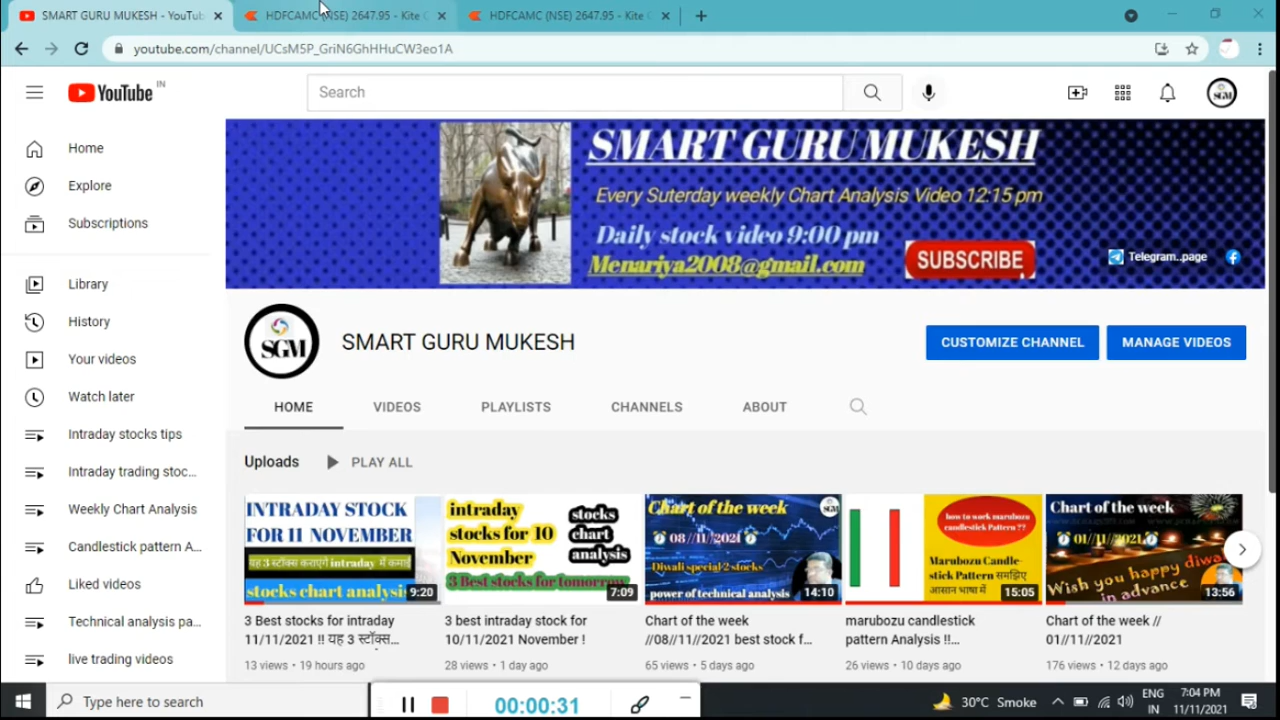 SMART GURU MUKESH - YouTub
HDFCAMC (NSE) 2647.95 - Kite
HDFCAMC (NSE) 2647.95 - Kite
youtube.com/channel/UCsM5P_GriN6GhHHuCW3eo1A
YouTube IN
Search
Home
Explore
Subscriptions
Library
History
Your videos
Watch later
Intraday stocks tips
Intraday trading stoc...
Weekly Chart Analysis
Candlestick pattern A...
Liked videos
Technical analysis pa...
live trading videos
SMART GURU MUKESH
Every Suterday weekly Chart Analysis Video 12:15 pm
Daily stock video 9:00 pm
Menariya2008@gmail.com
SUBSCRIBE
Telegram..page
SGM
SMART GURU MUKESH
CUSTOMIZE CHANNEL
MANAGE VIDEOS
HOME
VIDEOS
PLAYLISTS
CHANNELS
ABOUT
Uploads
PLAY ALL
INTRADAY STOCK
FOR 11 NOVEMBER
यह 3 स्टॉक्स कराएंगे intraday में कमाई
stocks chart analysis
9:20
3 Best stocks for intraday
11/11/2021 !! यह 3 स्टॉक्स...
13 views • 19 hours ago
intraday
stocks for 10
November
stocks
chart
analysis
3 Best stocks for tomorrow
7:09
3 best intraday stock for
10/11/2021 November !
28 views • 1 day ago
Chart of the week
08//11//2021
Diwali special 2 stocks
power of technical analysis
14:10
Chart of the week
//08//11//2021 best stock f...
65 views • 5 days ago
how to work marubozu
candlestick Pattern ??
Marubozu Candle-
stick Pattern समझिए
आसान भाषा में
15:05
marubozu candlestick
pattern Analysis !!...
26 views • 10 days ago
Chart of the week
01//11//2021
Wish you happy diwa
in advance
13:56
Chart of the week //
01//11//2021
176 views • 12 days ago
Type here to search
00:00:31
30°C Smoke
ENG
IN
7:04 PM
11/11/2021